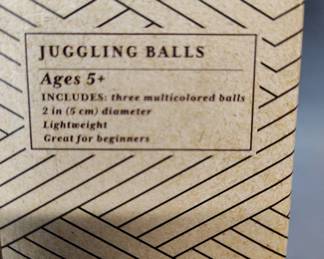 JUGGLING BALLS
Ages 5+
INCLUDES: three multicolored balls
2 in (5 cm) diameter
Lightweight
Great for beginners